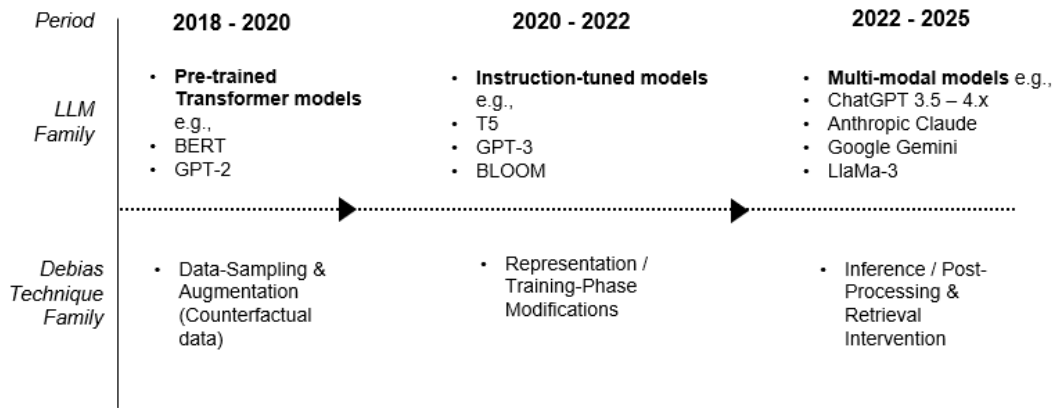 Period
2018 - 2020
2020 - 2022
2022 - 2025
LLM
Family
• Pre-trained
Transformer models
e.g.,
• BERT
• GPT-2
• Instruction-tuned models
e.g.,
• T5
• GPT-3
• BLOOM
• Multi-modal models e.g.,
• ChatGPT 3.5 – 4.x
• Anthropic Claude
• Google Gemini
• LlaMa-3
Debias
Technique
Family
• Data-Sampling &
Augmentation
(Counterfactual
data)
• Representation /
Training-Phase
Modifications
• Inference / Post-
Processing &
Retrieval
Intervention